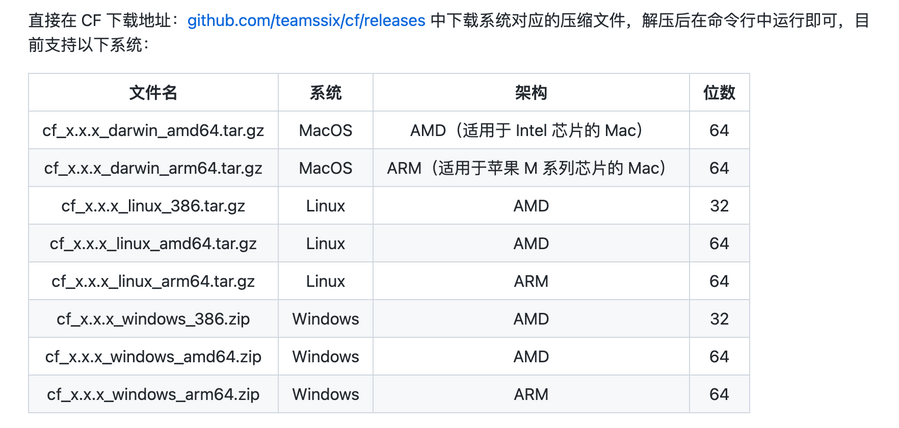 直接在 CF 下载地址：github.com/teamssix/cf/releases 中下载系统对应的压缩文件，解压后在命令行中运行即可，目
前支持以下系统：
文件名 系统 架构 位数
cf_x.x.x_darwin_amd64.tar.gz MacOS AMD（适用于 Intel 芯片的 Mac） 64
cf_x.x.x_darwin_arm64.tar.gz MacOS ARM（适用于苹果 M 系列芯片的 Mac） 64
cf_x.x.x_linux_386.tar.gz Linux AMD 32
cf_x.x.x_linux_amd64.tar.gz Linux AMD 64
cf_x.x.x_linux_arm64.tar.gz Linux ARM 64
cf_x.x.x_windows_386.zip Windows AMD 32
cf_x.x.x_windows_amd64.zip Windows AMD 64
cf_x.x.x_windows_arm64.zip Windows ARM 64